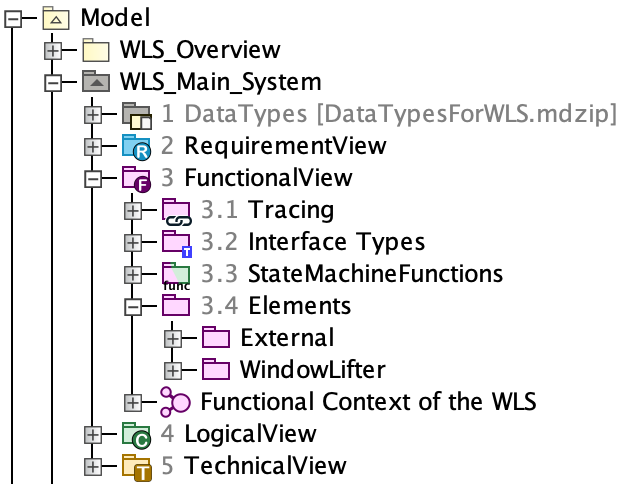 Model
WLS_Overview
WLS_Main_System
1 DataTypes [DataTypesForWLS.mdzip]
R 2 RequirementView
F 3 FunctionalView
3.1 Tracing
T 3.2 Interface Types
func 3.3 StateMachineFunctions
3.4 Elements
External
WindowLifter
Functional Context of the WLS
C 4 LogicalView
T 5 TechnicalView